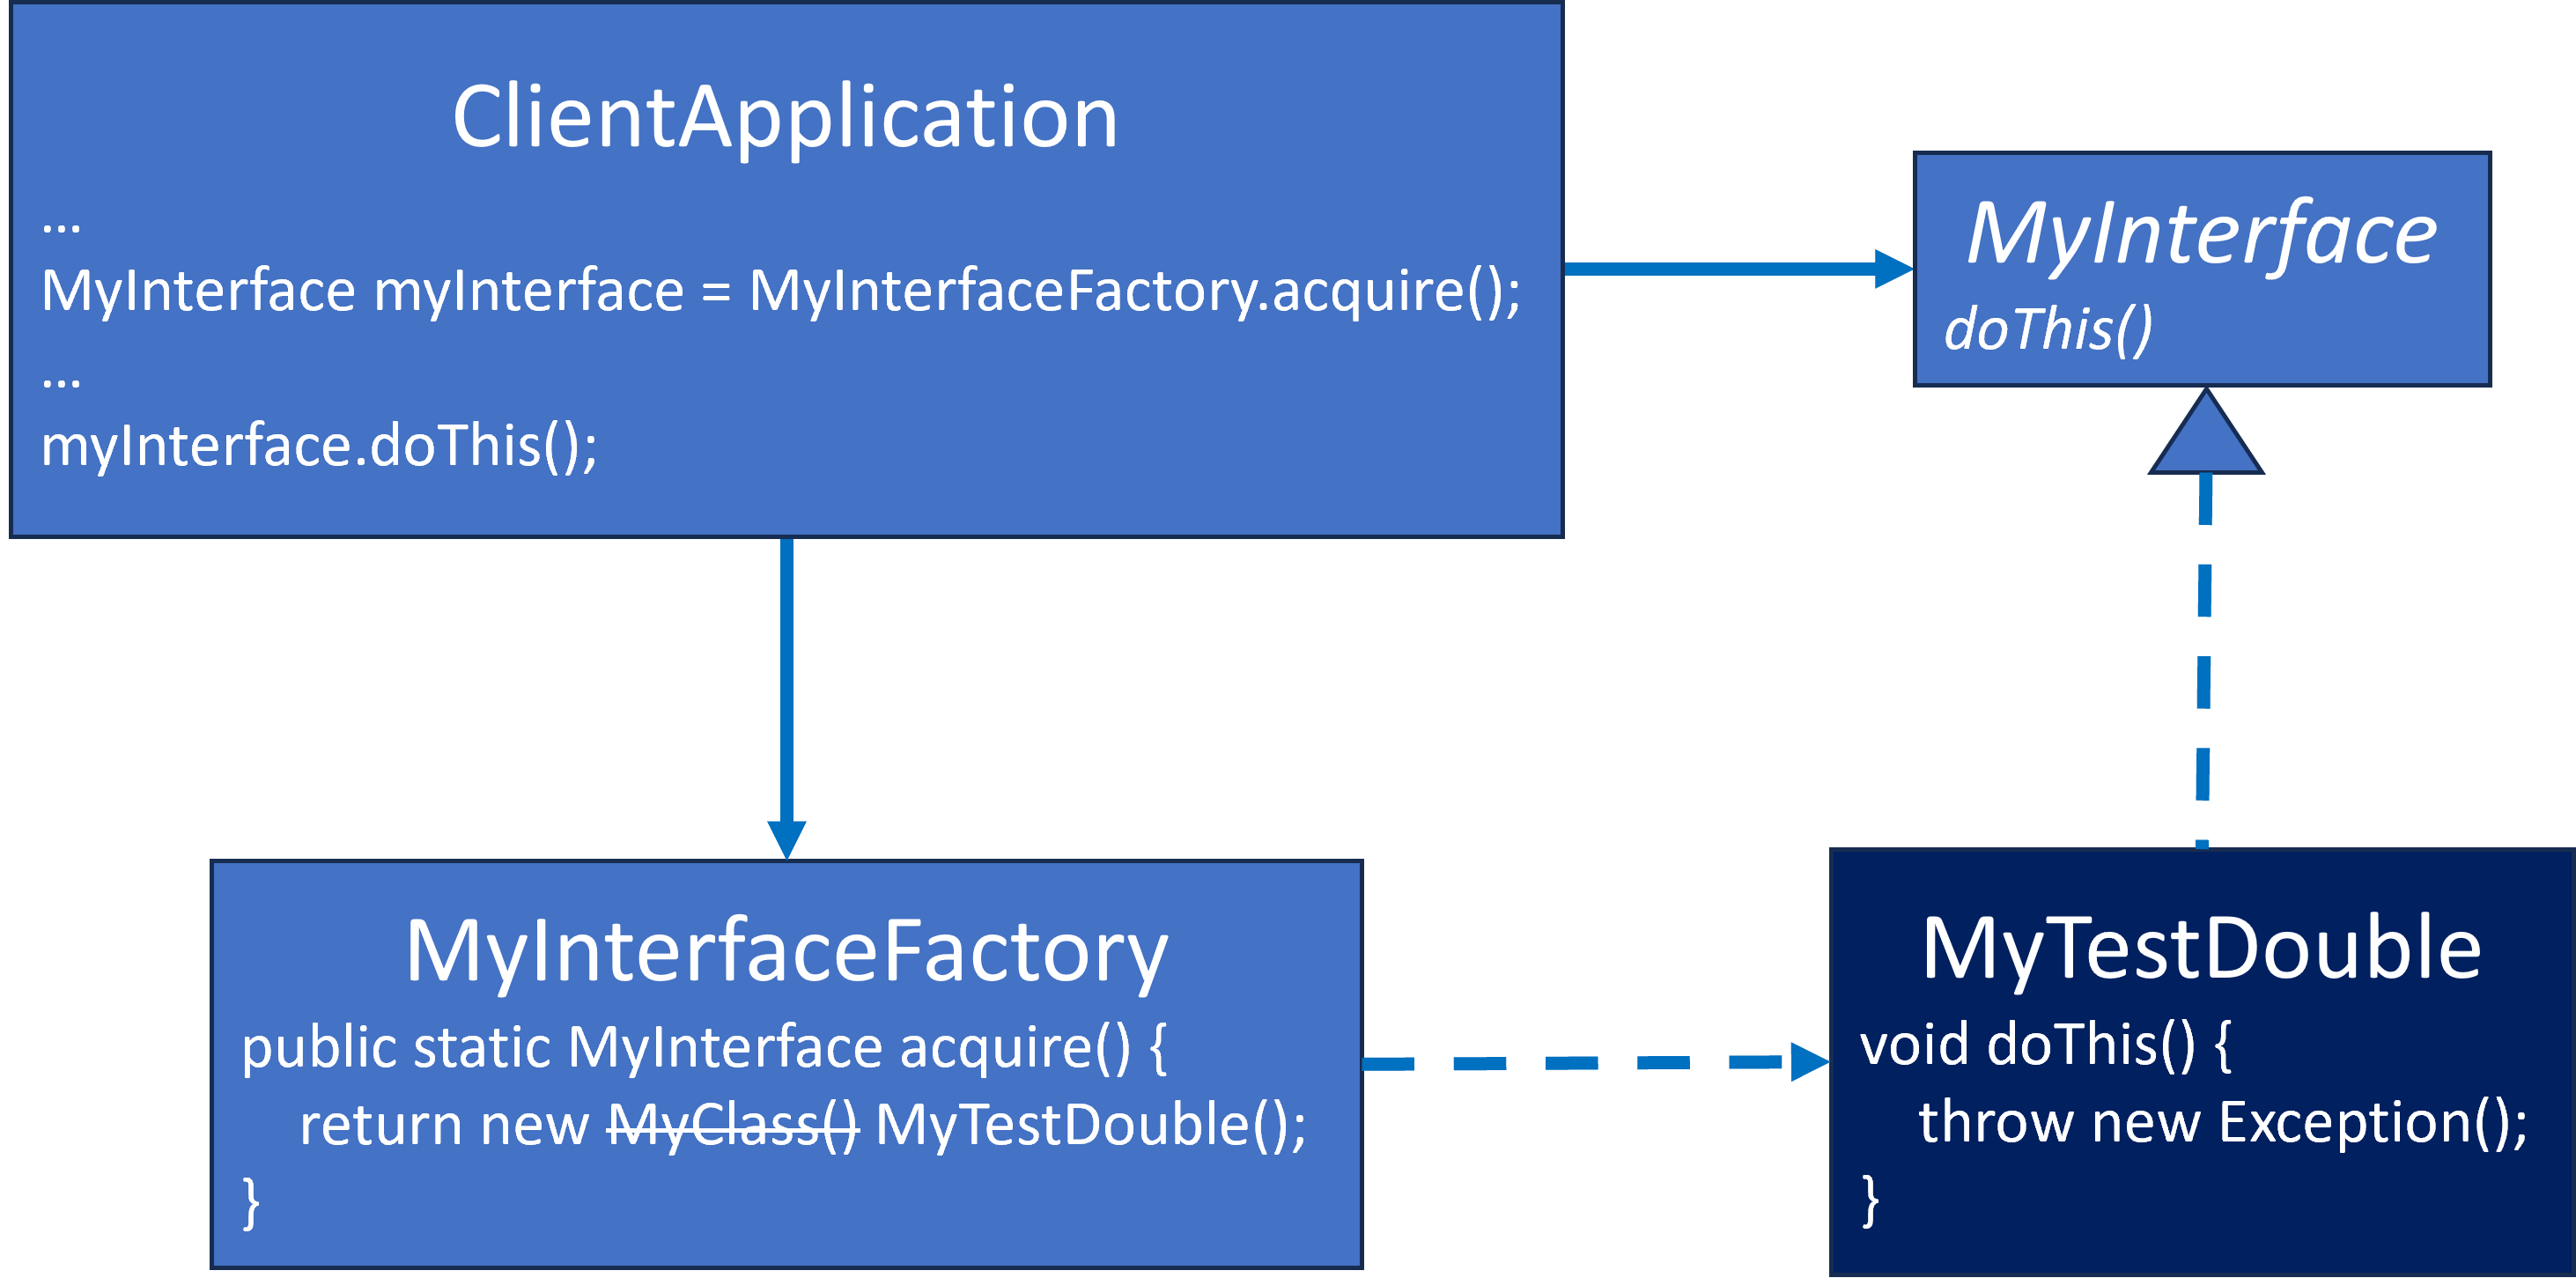 ClientApplication
...
MyInterface myInterface = MyInterfaceFactory.acquire();
...
myInterface.doThis();
MyInterface
doThis()
MyInterfaceFactory
public static MyInterface acquire() {
return new MyClass() MyTestDouble();
}
MyTestDouble
void doThis() {
throw new Exception();
}